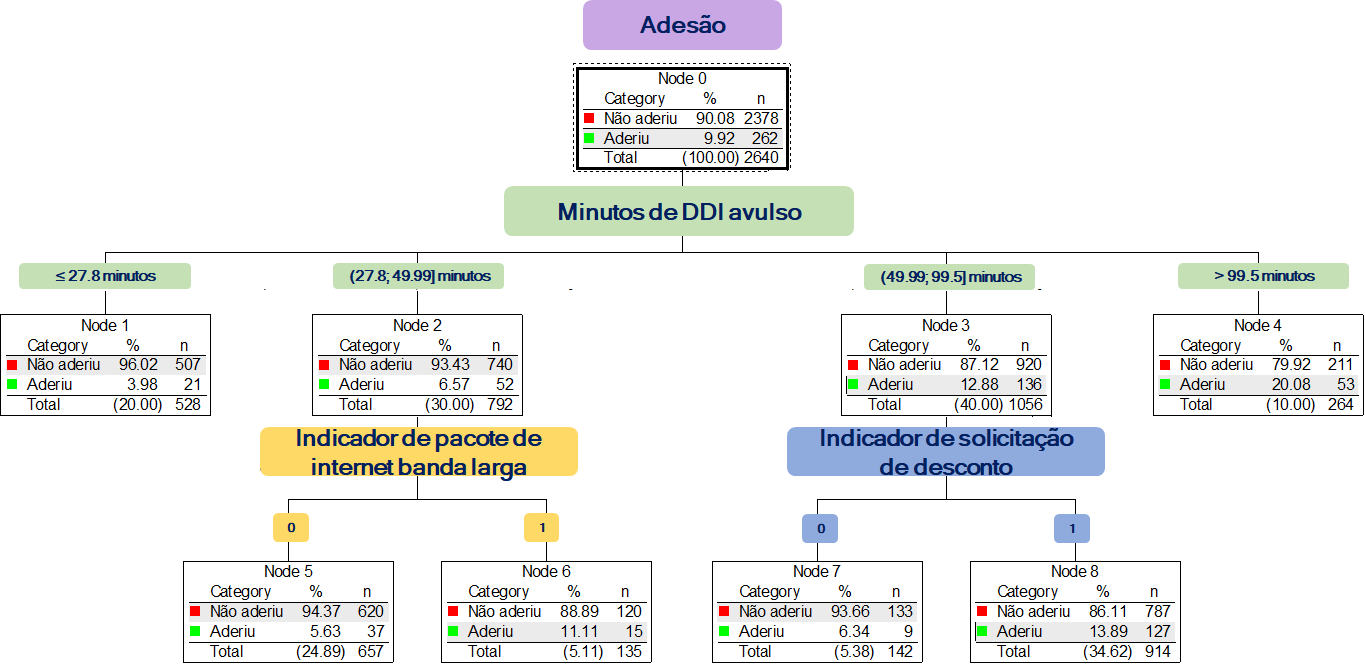 Adesão
Node 0
Category % n
Não aderiu 90.08 2378
Aderiu 9.92 262
Total (100.00) 2640
Minutos de DDI avulso
≤ 27.8 minutos
(27.8; 49.99] minutos
(49.99; 99.5] minutos
> 99.5 minutos
Node 1
Category % n
Não aderiu 96.02 507
Aderiu 3.98 21
Total (20.00) 528
Node 2
Category % n
Não aderiu 93.43 740
Aderiu 6.57 52
Total (30.00) 792
Node 3
Category % n
Não aderiu 87.12 920
Aderiu 12.88 136
Total (40.00) 1056
Node 4
Category % n
Não aderiu 79.92 211
Aderiu 20.08 53
Total (10.00) 264
Indicador de pacote de
internet banda larga
Indicador de solicitação
de desconto
0
1
0
1
Node 5
Category % n
Não aderiu 94.37 620
Aderiu 5.63 37
Total (24.89) 657
Node 6
Category % n
Não aderiu 88.89 120
Aderiu 11.11 15
Total (5.11) 135
Node 7
Category % n
Não aderiu 93.66 133
Aderiu 6.34 9
Total (5.38) 142
Node 8
Category % n
Não aderiu 86.11 787
Aderiu 13.89 127
Total (34.62) 914